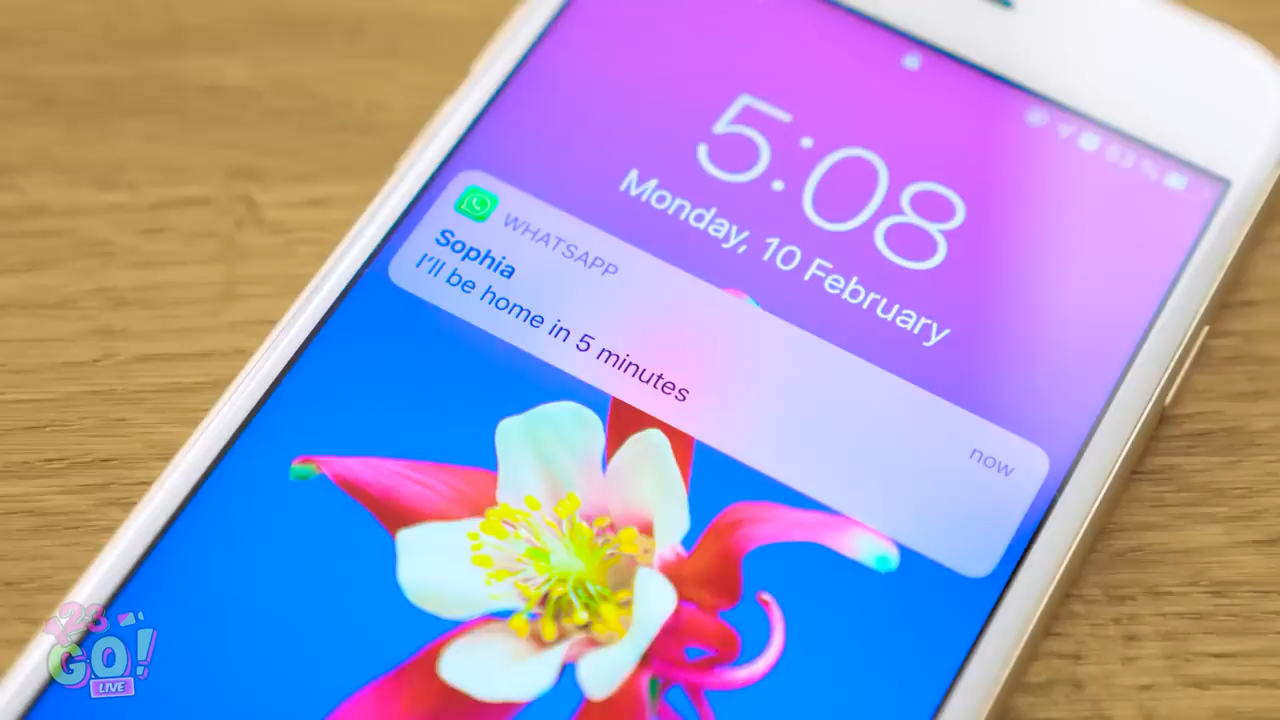 5:08
Monday, 10 February
WHATSAPP
Sophia
I'll be home in 5 minutes
now
123
GO!
LIVE